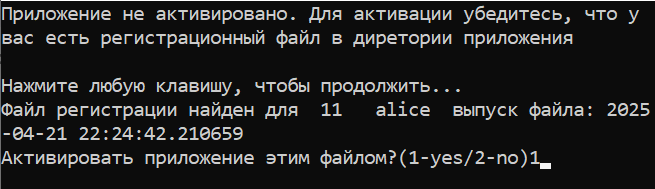 Приложение не активировано. Для активации убедитесь, что у
вас есть регистрационный файл в диретории приложения
Нажмите любую клавишу, чтобы продолжить...
Файл регистрации найден для  11   alice  выпуск файла: 2025
-04-21 22:24:42.210659
Активировать приложение этим файлом?(1-yes/2-no)1